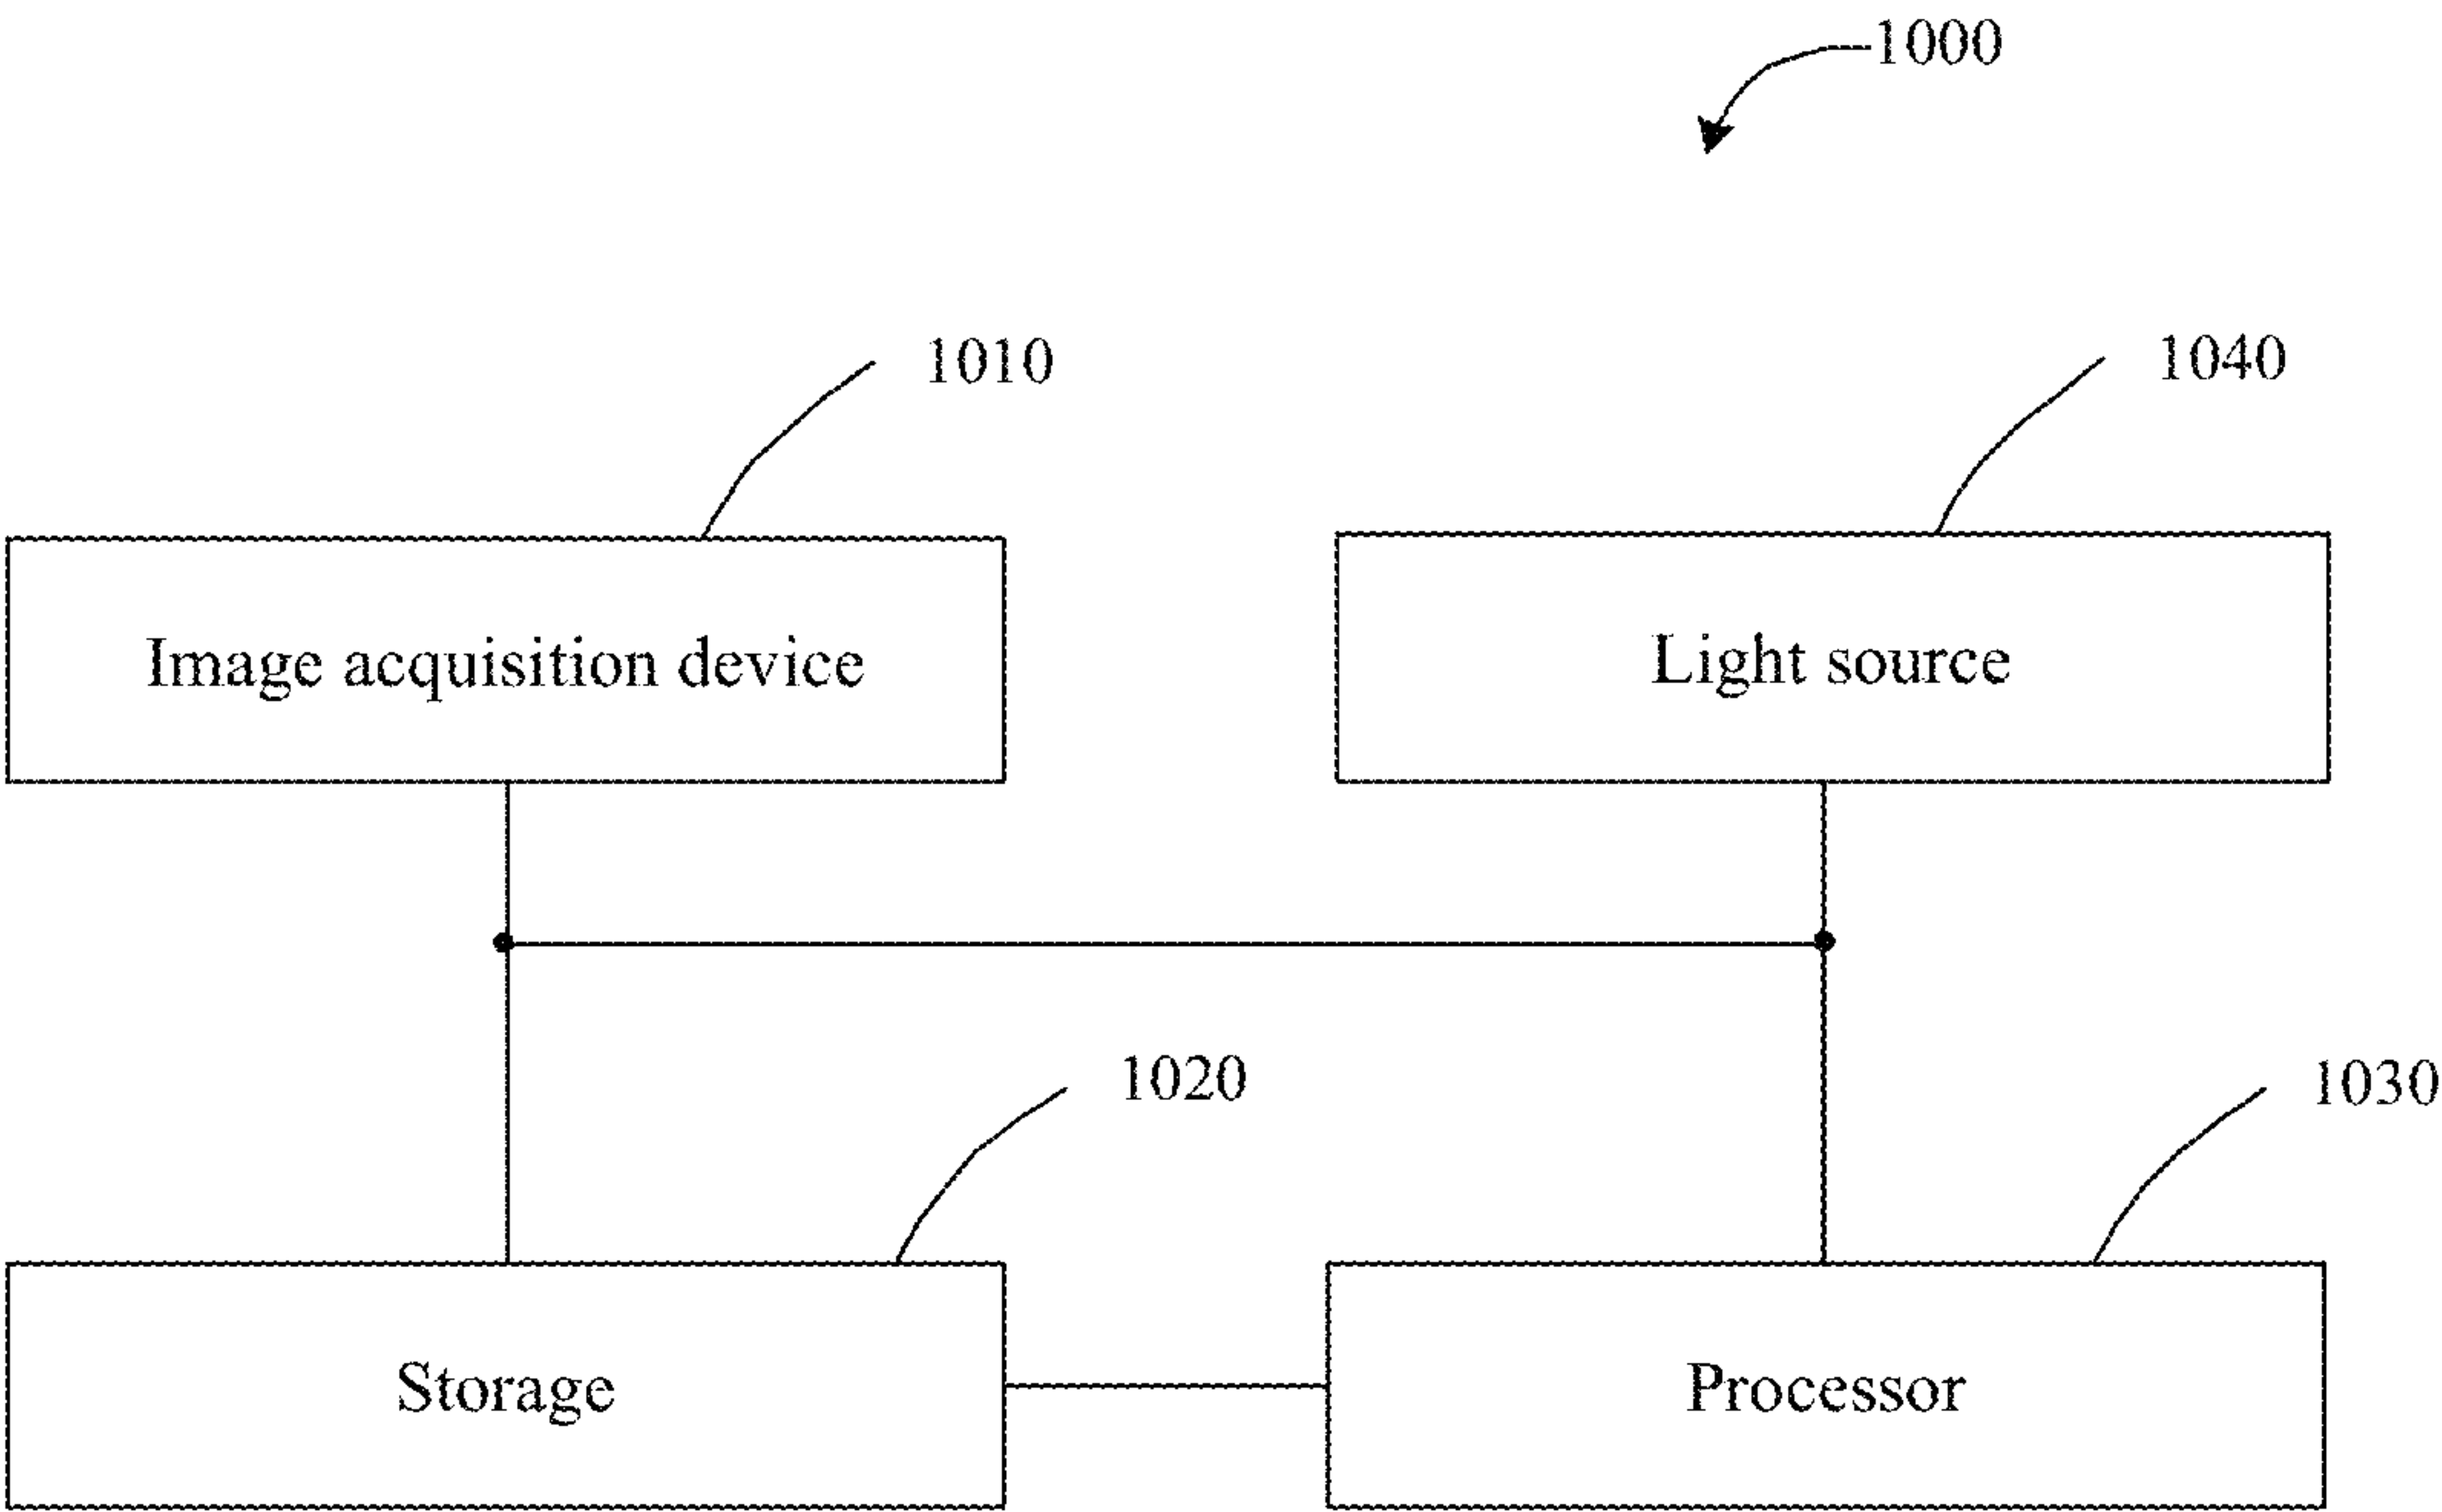 1000
1010
1040
Image acquisition device
Light source
1020
1030
Storage
Processor